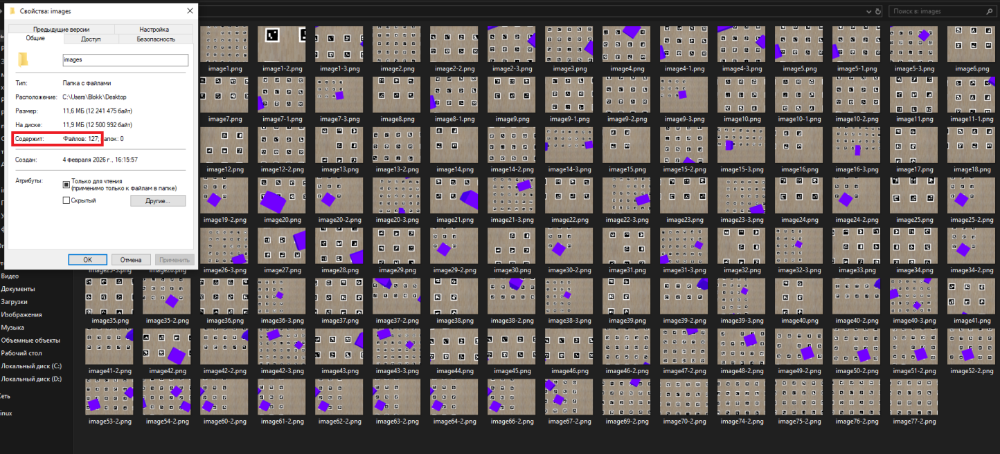 Свойства: images
Предыдущие версии
Настройка
Общие
Доступ
Безопасность
images
Тип: Папка с файлами
Расположение: C:\Users\Blokk\Desktop
Размер: 11,6 МБ (12 241 475 байт)
На диске: 11,9 МБ (12 500 992 байт)
Содержит: Файлов: 127; апок: 0
Создан: 4 февраля 2026 г., 16:15:57
Атрибуты: Только для чтения
(применимо только к файлам в папке)
Скрытый
Другие...
OK
Отмена
Применить
Поиск в: images
image1.png image1-2.png image1-3.png image2.png image2-2.png image2-3.png image3.png image4.png image4-1.png image4-3.png image5.png image5-1.png image5-3.png image6.png
image7.png image7-1.png image7-3.png image8.png image8-1.png image9.png image9-1.png image9-2.png image9-3.png image10.png image10-1.png image11.png image11-1.png
image12.png image12-2.png image13.png image13-2.png image14.png image14-2.png image14-3.png image15.png image15-2.png image15-3.png image16.png image16-3.png image17.png image18.png
image19-2.png image20.png image20-2.png image20-3.png image21.png image21-3.png image22.png image22-3.png image23.png image23-3.png image24.png image24-2.png image25.png image25-2.png
image26-3.png image27.png image28.png image29.png image29-2.png image30.png image30-2.png image31.png image31-3.png image32.png image32-3.png image33.png image34.png image34-2.png
Видео
Документы
Загрузки
Изображения
Музыка
Объемные объекты
Рабочий стол
Локальный диск (C:)
Локальный диск (D:)
image35.png image35-2.png image36.png image36-3.png image37.png image37-2.png image38.png image38-2.png image38-3.png image39.png image39-2.png image39-3.png image40.png image40-2.png image40-3.png image41.png
image41-2.png image42.png image42-2.png image42-3.png image43.png image43-3.png image44.png image45.png image46.png image46-2.png image47-2.png image48-2.png image49-2.png image50-2.png image51-2.png image52-2.png
image53-2.png image54-2.png image60-2.png image61-2.png image62-2.png image63-2.png image64-2.png image66-2.png image67-2.png image69-2.png image70-2.png image74-2.png image75-2.png image76-2.png image77-2.png